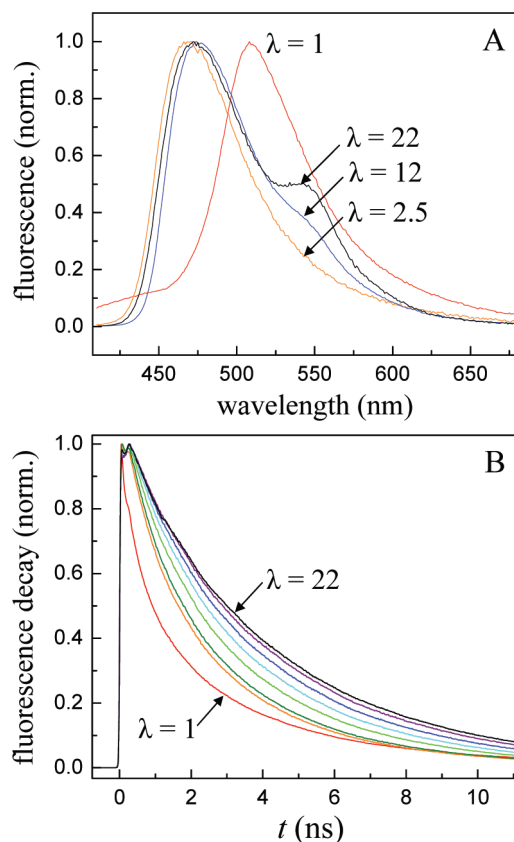 A
fluorescence (norm.)
1.0
0.8
0.6
0.4
0.2
0.0
λ = 1
λ = 22
λ = 12
λ = 2.5
450 500 550 600 650
wavelength (nm)
B
fluorescence decay (norm.)
1.0
0.8
0.6
0.4
0.2
0.0
λ = 22
λ = 1
0 2 4 6 8 10
t (ns)